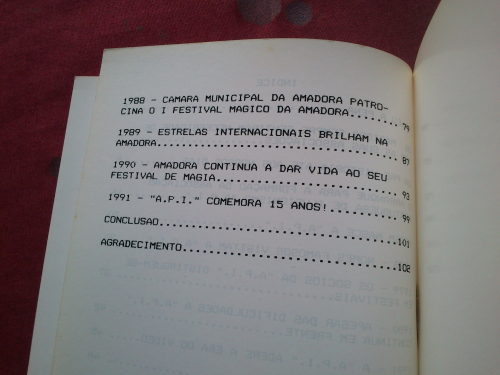 1988 - CAMARA MUNICIPAL DA AMADORA PATRO-
CINA O I FESTIVAL MAGICO DA AMADORA....... 79
1989 - ESTRELAS INTERNACIONAIS BRILHAM NA
AMADORA.................................... 87
1990 - AMADORA CONTINUA A DAR VIDA AO SEU
FESTIVAL DE MAGIA.......................... 93
1991 - "A.P.I." COMEMORA 15 ANOS!.......... 99
CONCLUSAO..................................101
AGRADECIMENTO..............................102